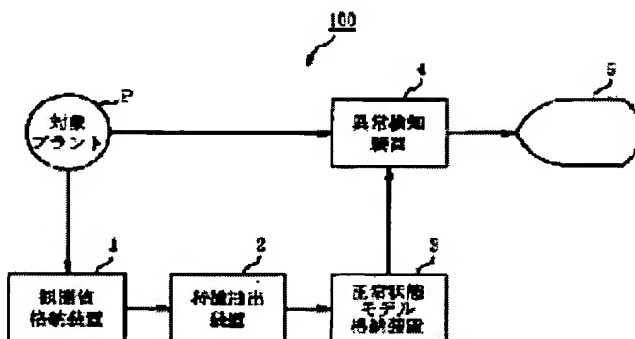 100
P
4
5
対象
プラント
異常検知
装置
1
2
3
観測値
格納装置
特徴抽出
装置
正常状態
モデル
格納装置